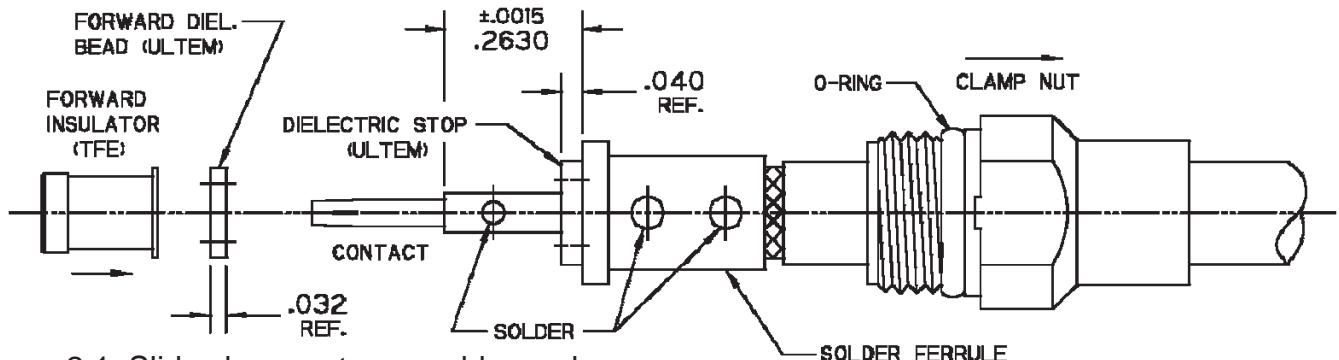 FORWARD DIEL.
BEAD (ULTEM)
±.0015
.2630
.040
REF.
O-RING
CLAMP NUT
FORWARD
INSULATOR
(TFE)
DIELECTRIC STOP
(ULTEM)
CONTACT
.032
REF.
SOLDER
SOLDER FERRULE